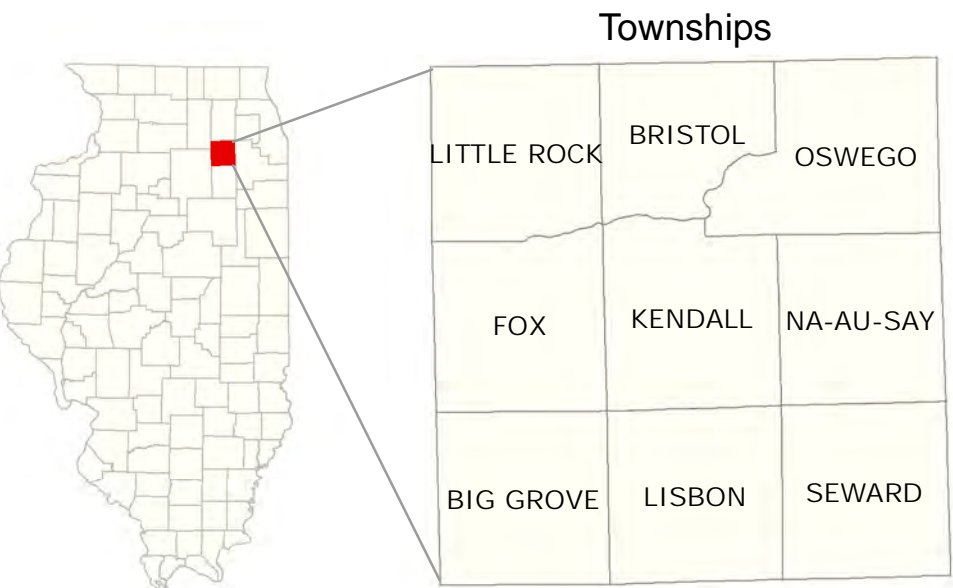 Townships
LITTLE ROCK
BRISTOL
OSWEGO
FOX
KENDALL
NA-AU-SAY
BIG GROVE
LISBON
SEWARD